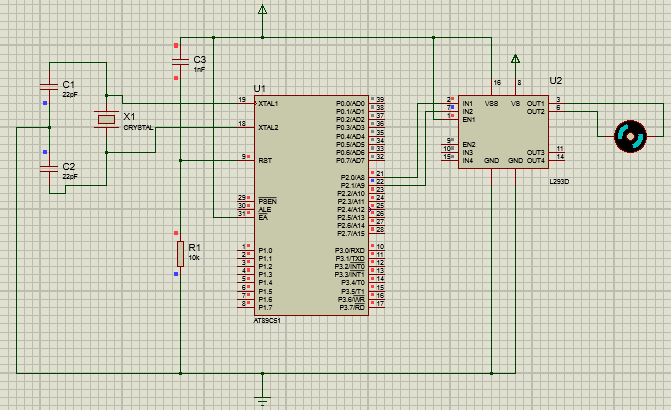 C3
1nF
C1
22pF
X1
CRYSTAL
C2
22pF
R1
10k
U1
19 XTAL1
18 XTAL2
9 RST
29 PSEN
30 ALE
31 EA
1 P1.0
2 P1.1
3 P1.2
4 P1.3
5 P1.4
6 P1.5
7 P1.6
8 P1.7
P0.0/AD0 39
P0.1/AD1 38
P0.2/AD2 37
P0.3/AD3 36
P0.4/AD4 35
P0.5/AD5 34
P0.6/AD6 33
P0.7/AD7 32
P2.0/A8 21
P2.1/A9 22
P2.2/A10 23
P2.3/A11 24
P2.4/A12 25
P2.5/A13 26
P2.6/A14 27
P2.7/A15 28
P3.0/RXD 10
P3.1/TXD 11
P3.2/INT0 12
P3.3/INT1 13
P3.4/T0 14
P3.5/T1 15
P3.6/WR 16
P3.7/RD 17
AT89C51
U2
16 8
VSS VS
2 IN1
7 IN2
1 EN1
9 EN2
10 IN3
15 IN4
OUT1 3
OUT2 6
OUT3 11
OUT4 14
GND GND
L293D